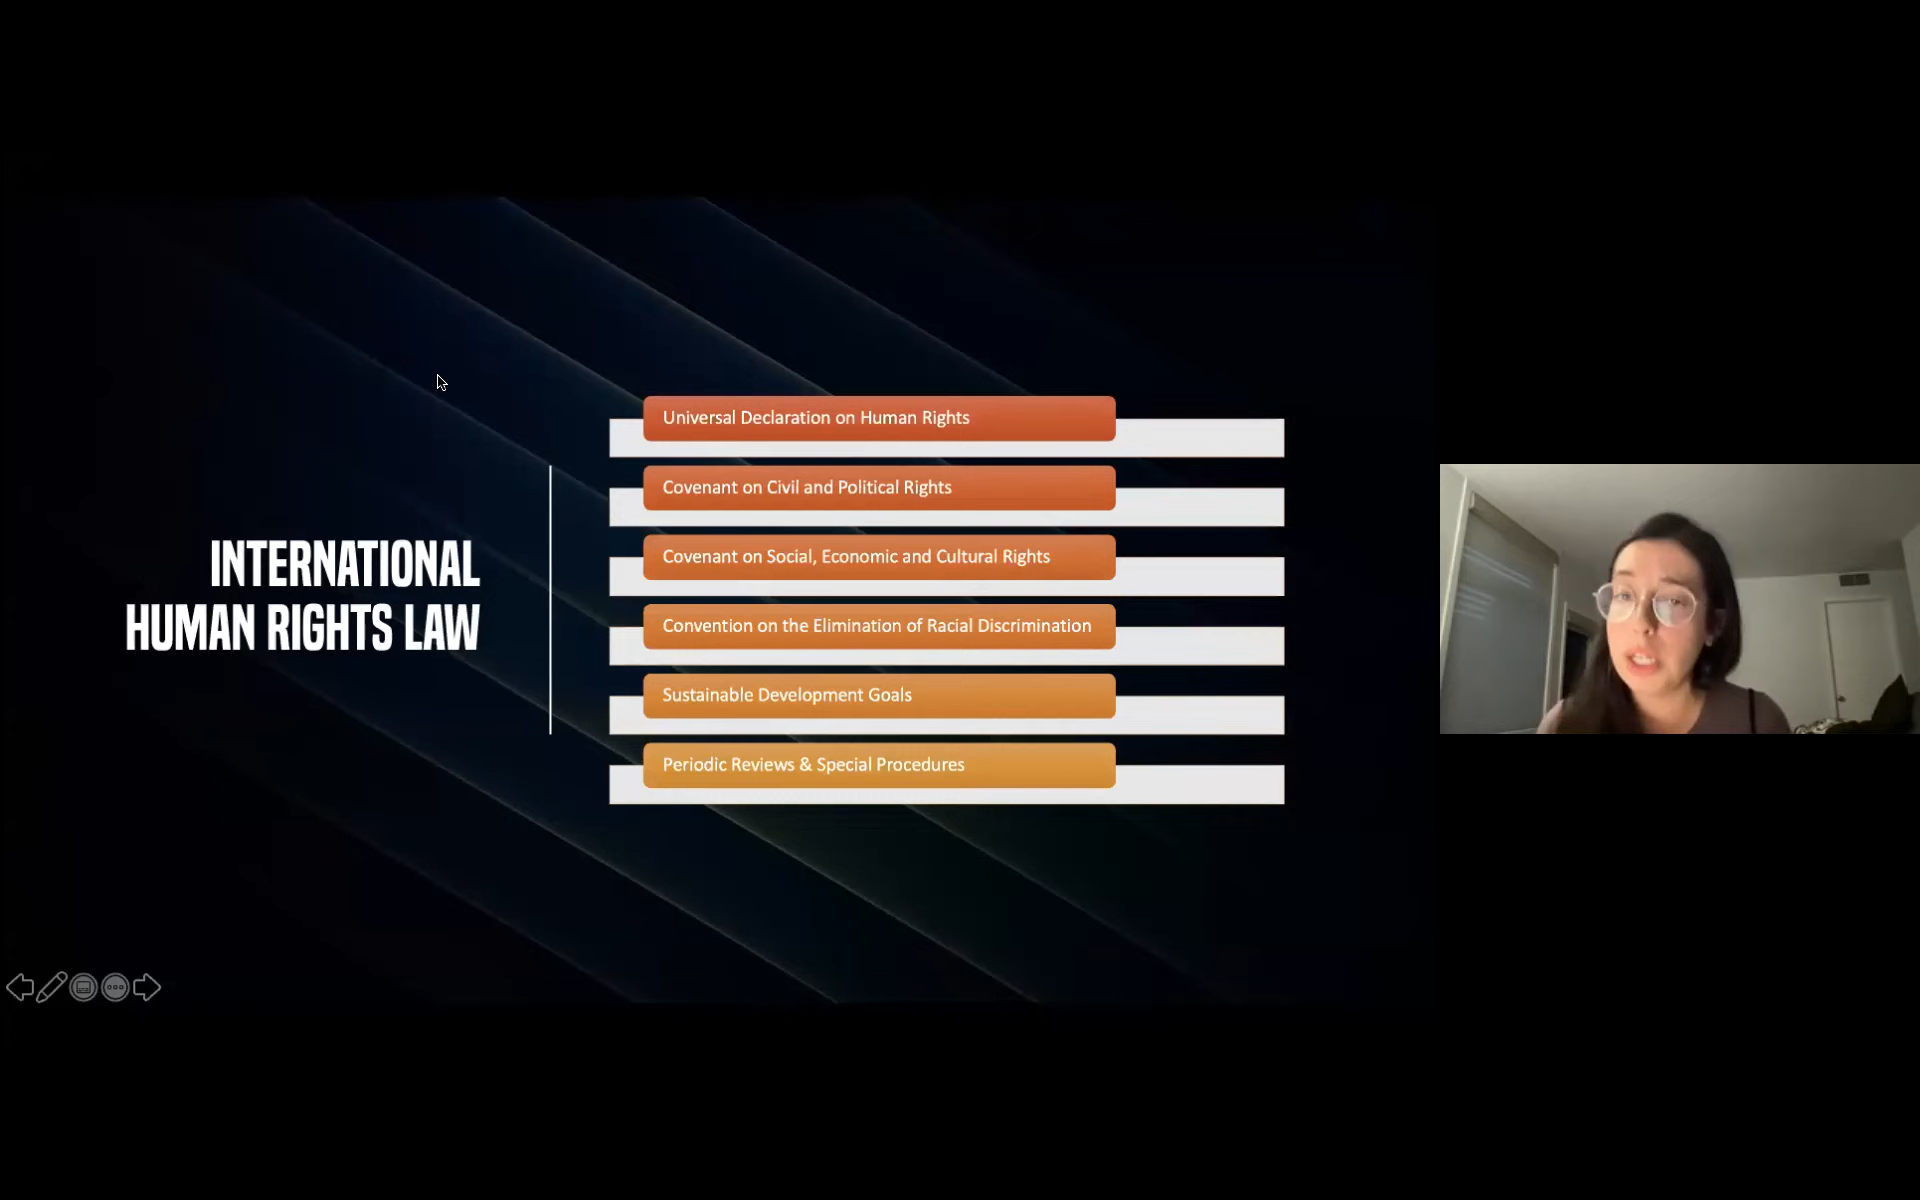 INTERNATIONAL
HUMAN RIGHTS LAW
Universal Declaration on Human Rights
Covenant on Civil and Political Rights
Covenant on Social, Economic and Cultural Rights
Convention on the Elimination of Racial Discrimination
Sustainable Development Goals
Periodic Reviews & Special Procedures